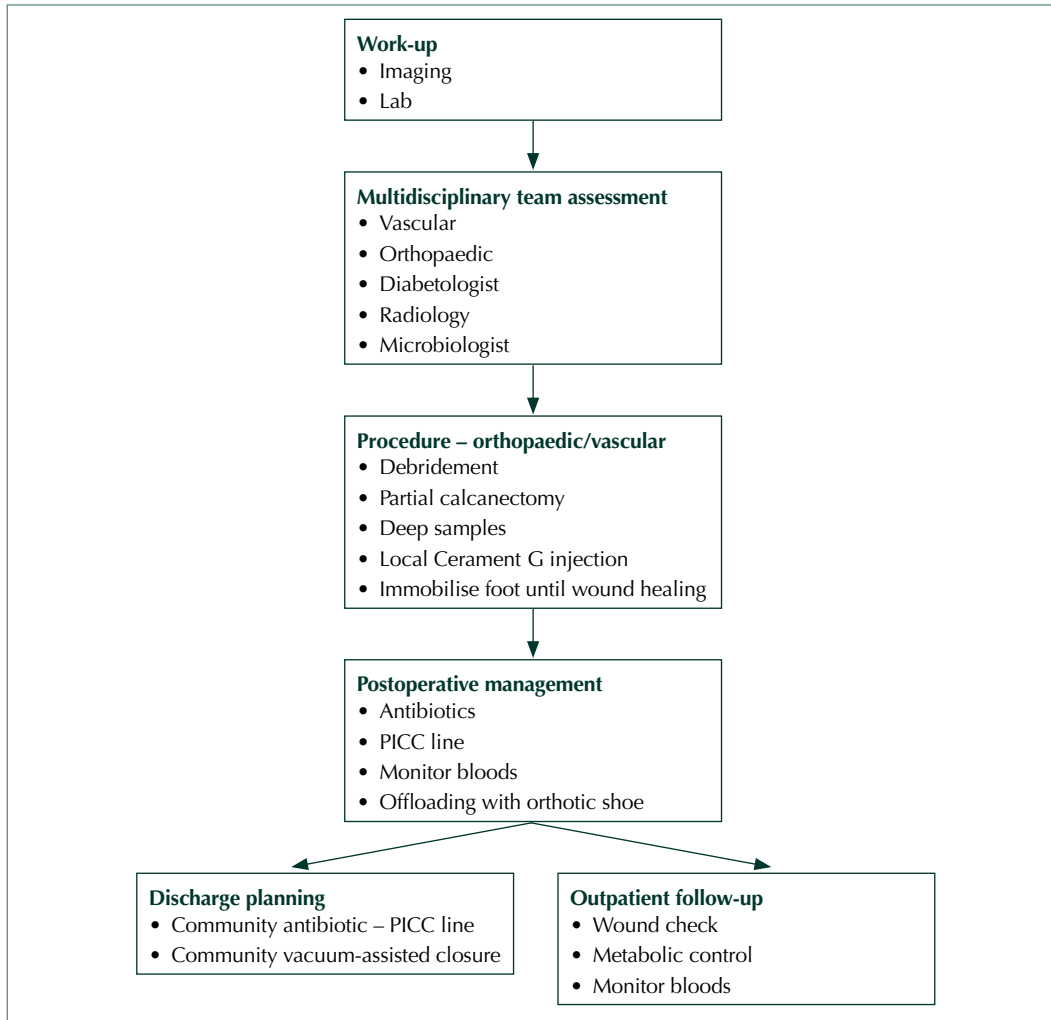 Work-up
• Imaging
• Lab
Multidisciplinary team assessment
• Vascular
• Orthopaedic
• Diabetologist
• Radiology
• Microbiologist
Procedure – orthopaedic/vascular
• Debridement
• Partial calcanectomy
• Deep samples
• Local Cerament G injection
• Immobilise foot until wound healing
Postoperative management
• Antibiotics
• PICC line
• Monitor bloods
• Offloading with orthotic shoe
Discharge planning
• Community antibiotic – PICC line
• Community vacuum-assisted closure
Outpatient follow-up
• Wound check
• Metabolic control
• Monitor bloods